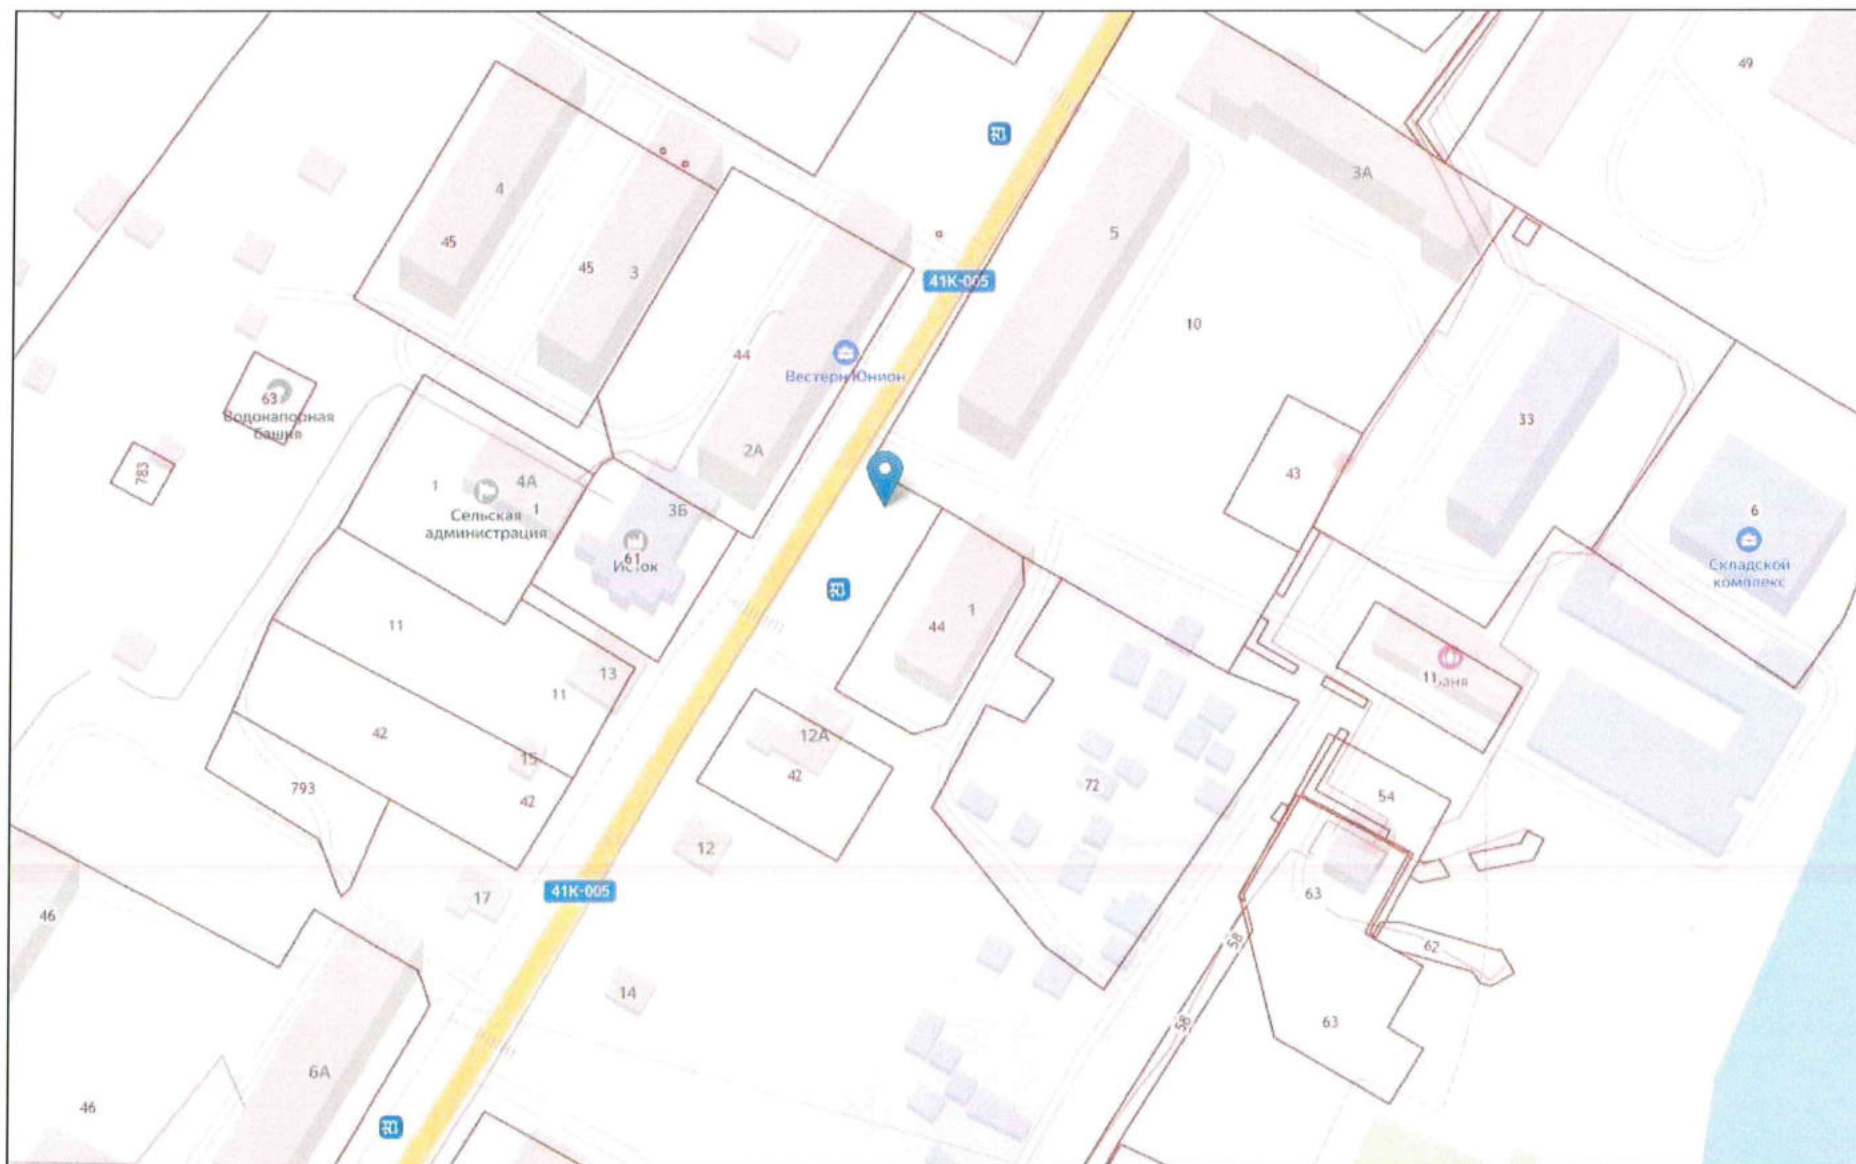 49
3А
4
5
45
45
3
41К-005
10
44
Вестерн Юнион
63
Водонапорная
башня
33
2А
783
43
1
4А
1
Сельская
администрация
3Б
61
Исток
6
Складской
комплекс
11
44
1
13
11
11
Баня
42
12А
42
15
42
793
72
54
12
41К-005
17
63
46
58
62
14
58
63
6А
46